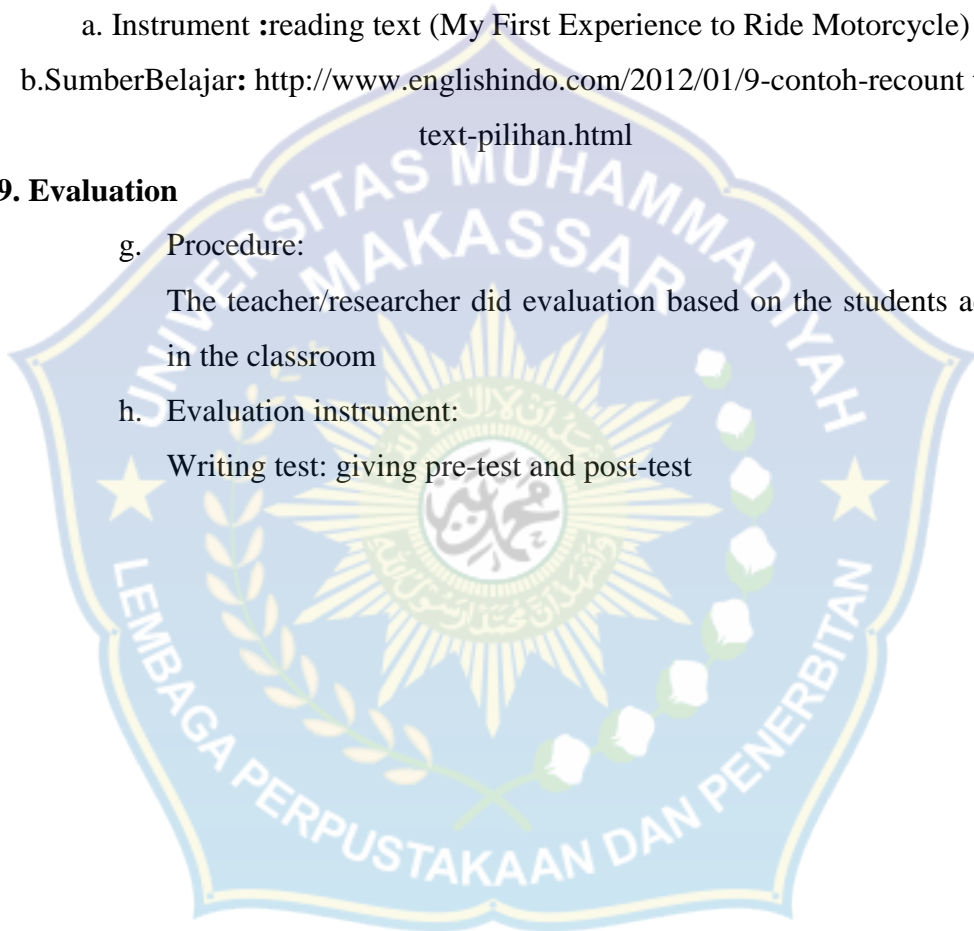 a. Instrument :reading text (My First Experience to Ride Motorcycle)
b.SumberBelajar: http://www.englishindo.com/2012/01/9-contoh-recount
text-pilihan.html
9. Evaluation
g. Procedure:
The teacher/researcher did evaluation based on the students
in the classroom
h. Evaluation instrument:
Writing test: giving pre-test and post-test
UNIVERSITAS MUHAMMADIYAH
MAKASSAR
LEMBAGA PERPUSTAKAAN DAN PENERBITAN